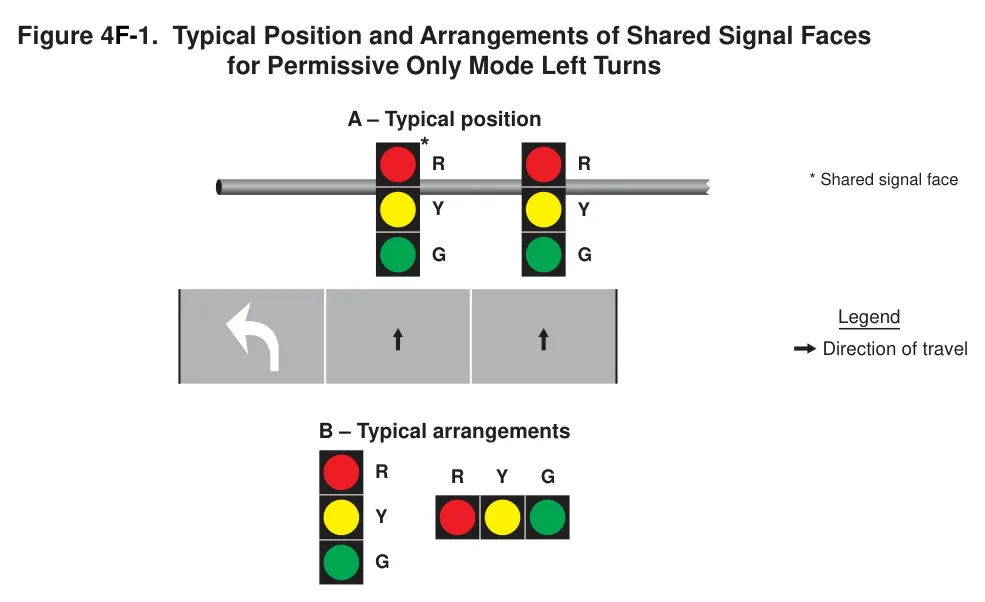 Figure 4F-1.  Typical Position and Arrangements of Shared Signal Faces
for Permissive Only Mode Left Turns
A – Typical position
*
R
R
Y
Y
G
G
* Shared signal face
Legend
Direction of travel
B – Typical arrangements
R
Y
G
R Y G